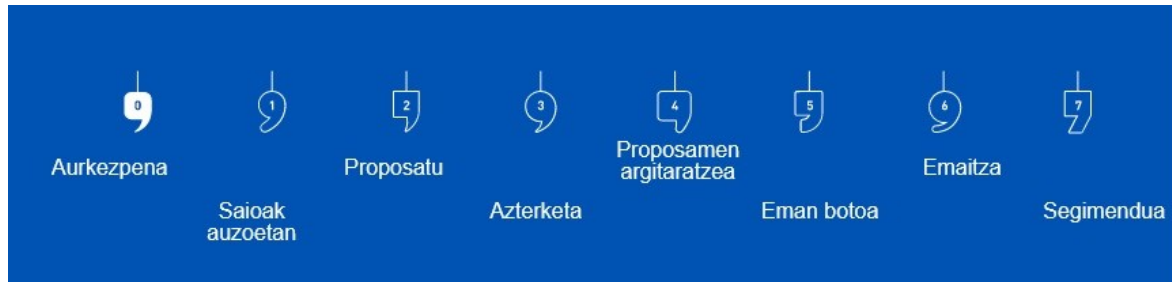 0
1
2
3
4
5
6
7
Aurkezpena
Saioak
auzoetan
Proposatu
Azterketa
Proposamen
argitaratzea
Eman botoa
Emaitza
Segimendua